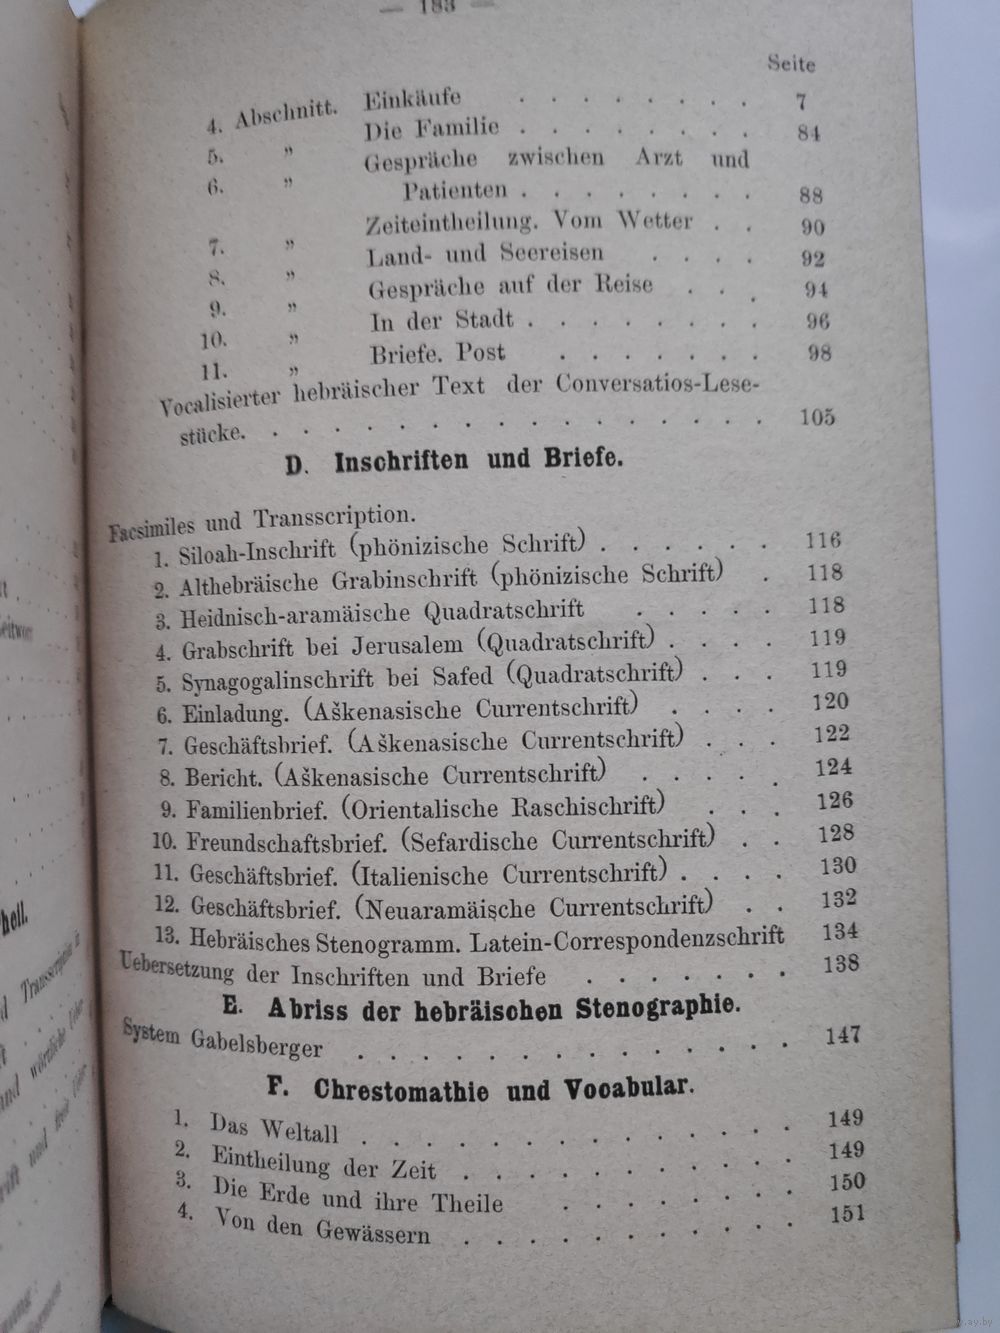 — 183 —
Seite
4. Abschnitt. Einkäufe . . . . . . . . 7
5. „ Die Familie . . . . . . . . 84
6. „ Gespräche zwischen Arzt und
Patienten . . . . . . . . 88
7. „ Zeiteintheilung. Vom Wetter . . 90
8. „ Land- und Seereisen . . . . 92
9. „ Gespräche auf der Reise . . . 94
10. „ In der Stadt . . . . . . . . 96
11. „ Briefe. Post . . . . . . . 98
Vocalisierter hebräischer Text der Conversatios-Lese-
stücke. . . . . . . . . . . . . . . . . 105
D. Inschriften und Briefe.
Facsimiles und Transscription.
1. Siloah-Inschrift (phönizische Schrift) . . . . . . 116
2. Althebräische Grabinschrift (phönizische Schrift) . 118
3. Heidnisch-aramäische Quadratschrift . . . . . 118
4. Grabschrift bei Jerusalem (Quadratschrift) . . . . 119
5. Synagogalinschrift bei Safed (Quadratschrift) . . . 119
6. Einladung. (Aškenasische Currentschrift) . . . . 120
7. Geschäftsbrief. (Aškenasische Currentschrift) . . . 122
8. Bericht. (Aškenasische Currentschrift) . . . . . 124
9. Familienbrief. (Orientalische Raschischrift) . . . 126
10. Freundschaftsbrief. (Sefardische Currentschrift) . . 128
11. Geschäftsbrief. (Italienische Currentschrift) . . . . 130
12. Geschäftsbrief. (Neuaramäische Currentschrift) . . 132
13. Hebräisches Stenogramm. Latein-Correspondenzschrift 134
Uebersetzung der Inschriften und Briefe . . . . . . . 138
E. Abriss der hebräischen Stenographie.
System Gabelsberger . . . . . . . . . . . . . . 147
F. Chrestomathie und Vocabular.
1. Das Weltall . . . . . . . . . . . . . . 149
2. Eintheilung der Zeit . . . . . . . . . . . 149
3. Die Erde und ihre Theile . . . . . . . . 150
4. Von den Gewässern . . . . . . . . . . . 151